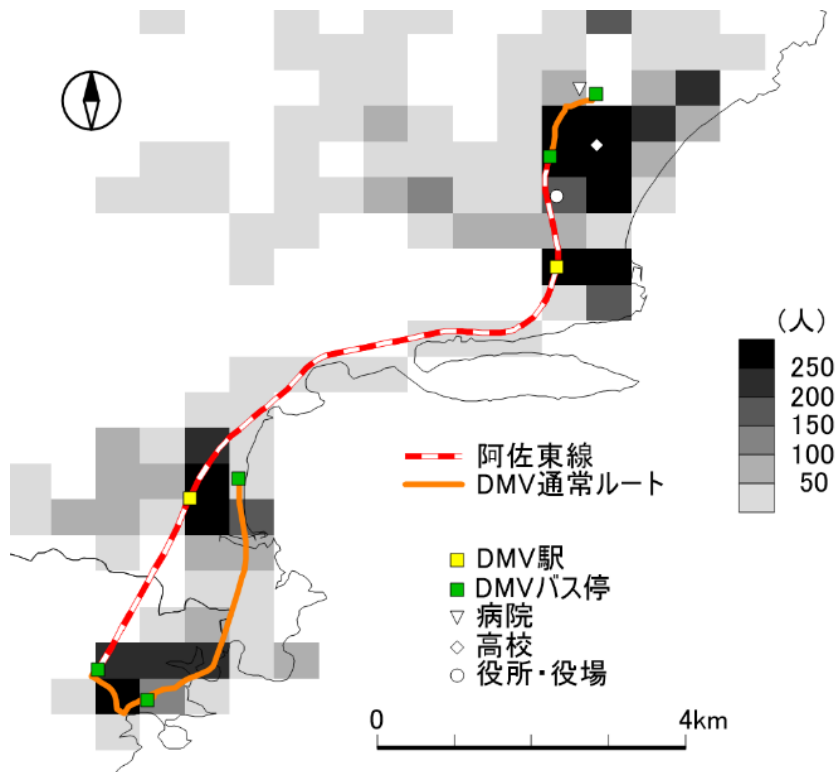 (人)
250
200
150
100
50
阿佐東線
DMV通常ルート
DMV駅
DMVバス停
病院
高校
役所・役場
0 4km